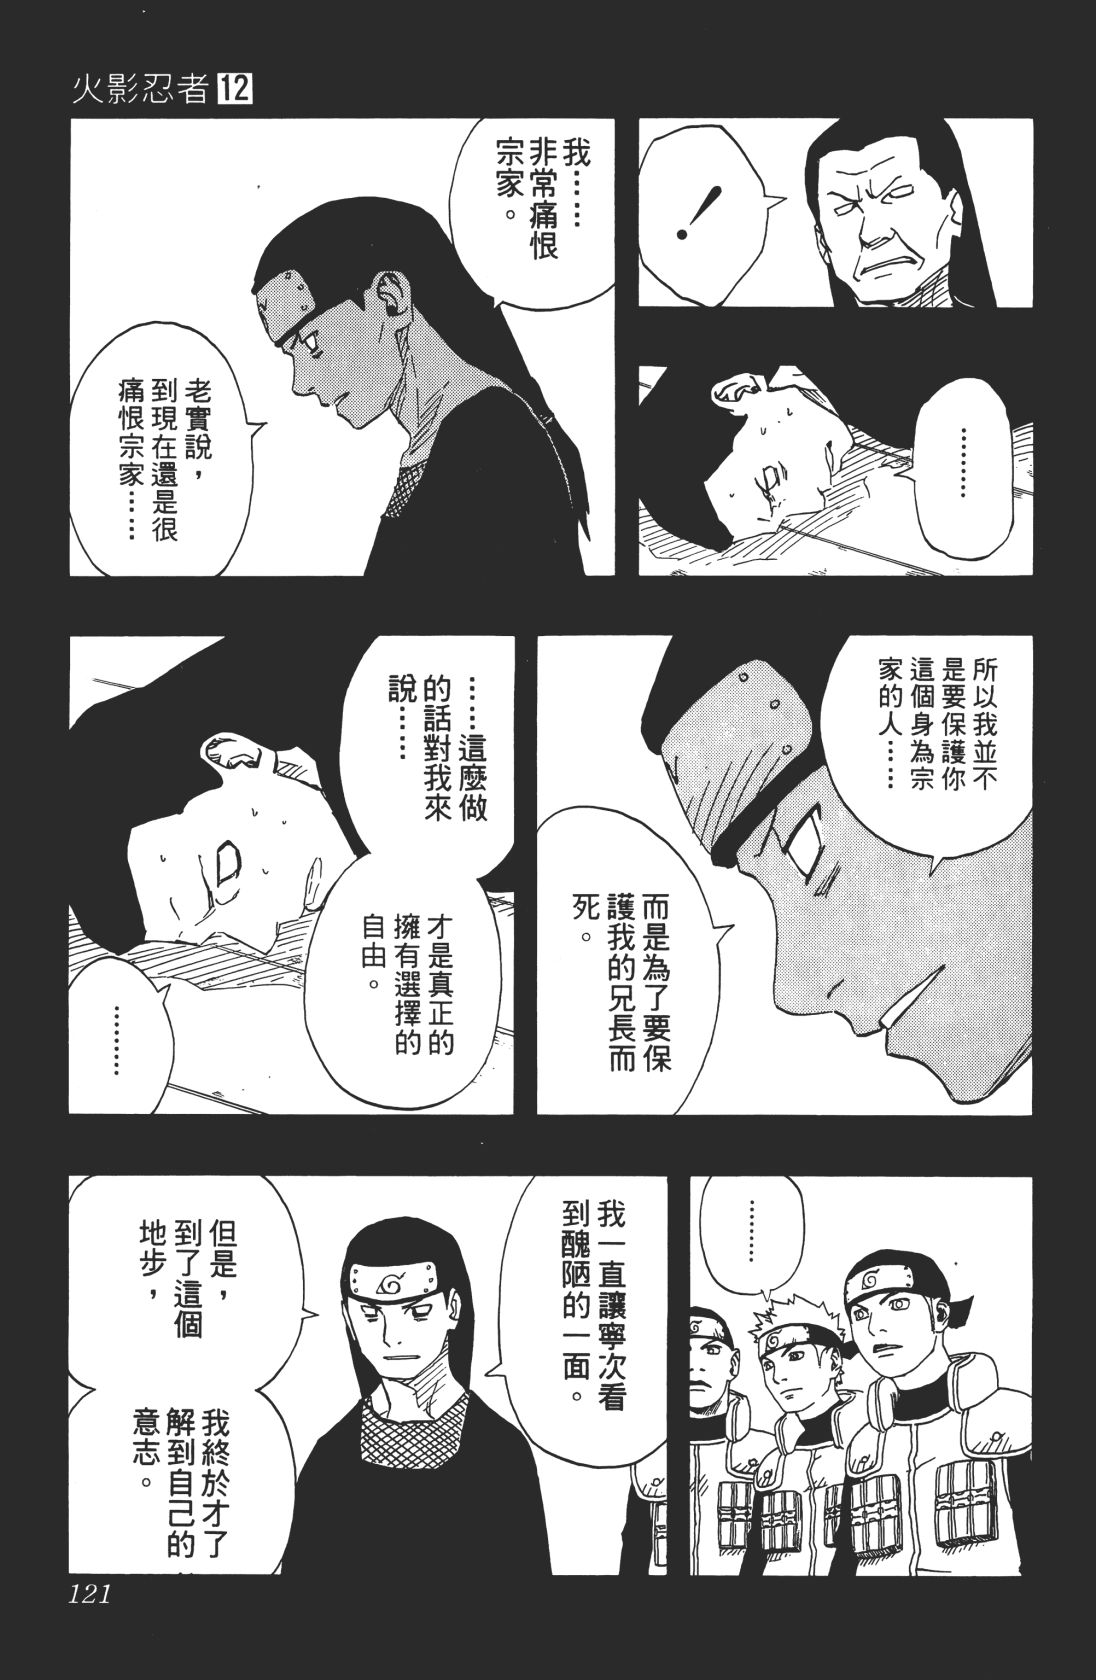 火影忍者12
！
………
我……
非常痛恨
宗家。
老實說，
到現在還是很
痛恨宗家……
所以我並不
是要保護你
這個身為宗
家的人……
而是為了要保
護我的兄長而
死。
……這麼做
的話對我來
說……
才是真正的
擁有選擇的
自由。
………
………
我一直讓寧次看
到醜陋的一面。
但是，
到了這個
地步，
我終於才了
解到自己的
意志。
121